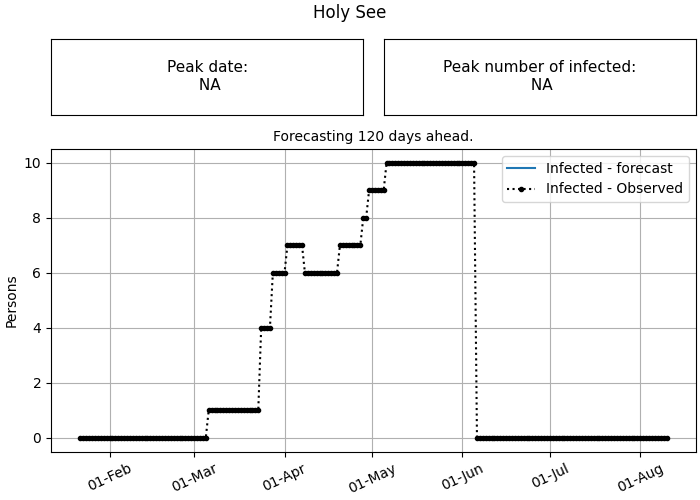 Holy See
Peak date:
NA
Peak number of infected:
NA
Forecasting 120 days ahead.
Infected - forecast
Infected - Observed
Persons
10
8
6
4
2
0
01-Feb
01-Mar
01-Apr
01-May
01-Jun
01-Jul
01-Aug